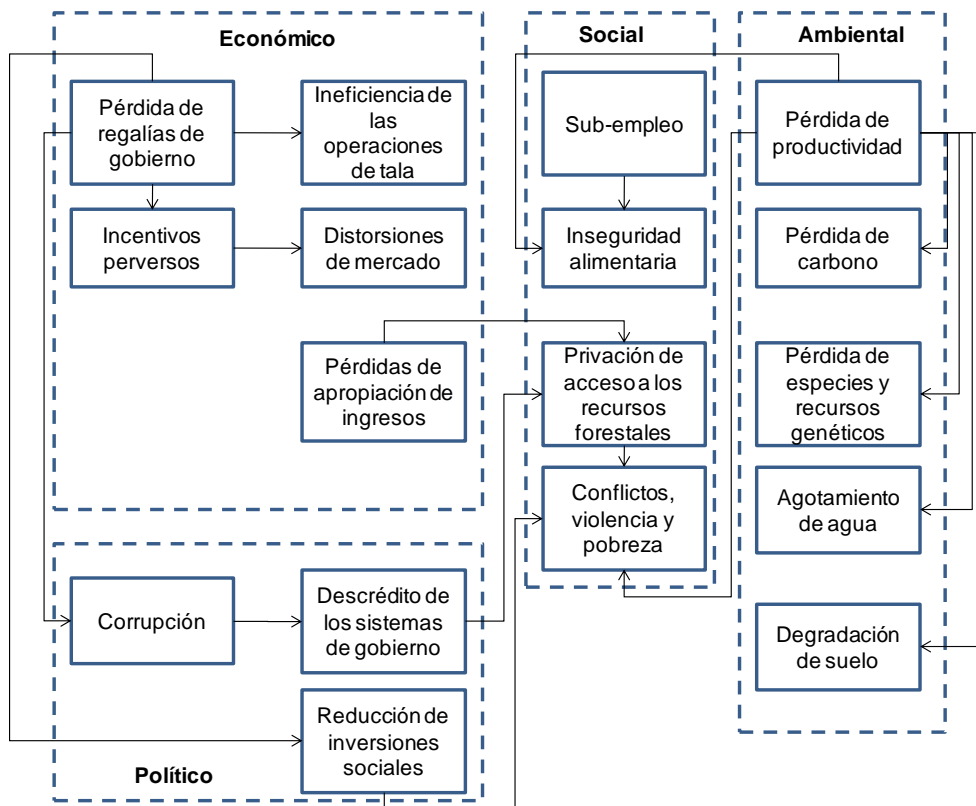 Económico
Pérdida de
regalías de
gobierno
Ineficiencia de
las
operaciones
de tala
Incentivos
perversos
Distorsiones
de mercado
Pérdidas de
apropiación de
ingresos
Social
Sub-empleo
Inseguridad
alimentaria
Privación de
acceso a los
recursos
forestales
Conflictos,
violencia y
pobreza
Ambiental
Pérdida de
productividad
Pérdida de
carbono
Pérdida de
especies y
recursos
genéticos
Agotamiento
de agua
Degradación
de suelo
Corrupción
Descrédito de
los sistemas
de gobierno
Reducción de
inversiones
sociales
Político